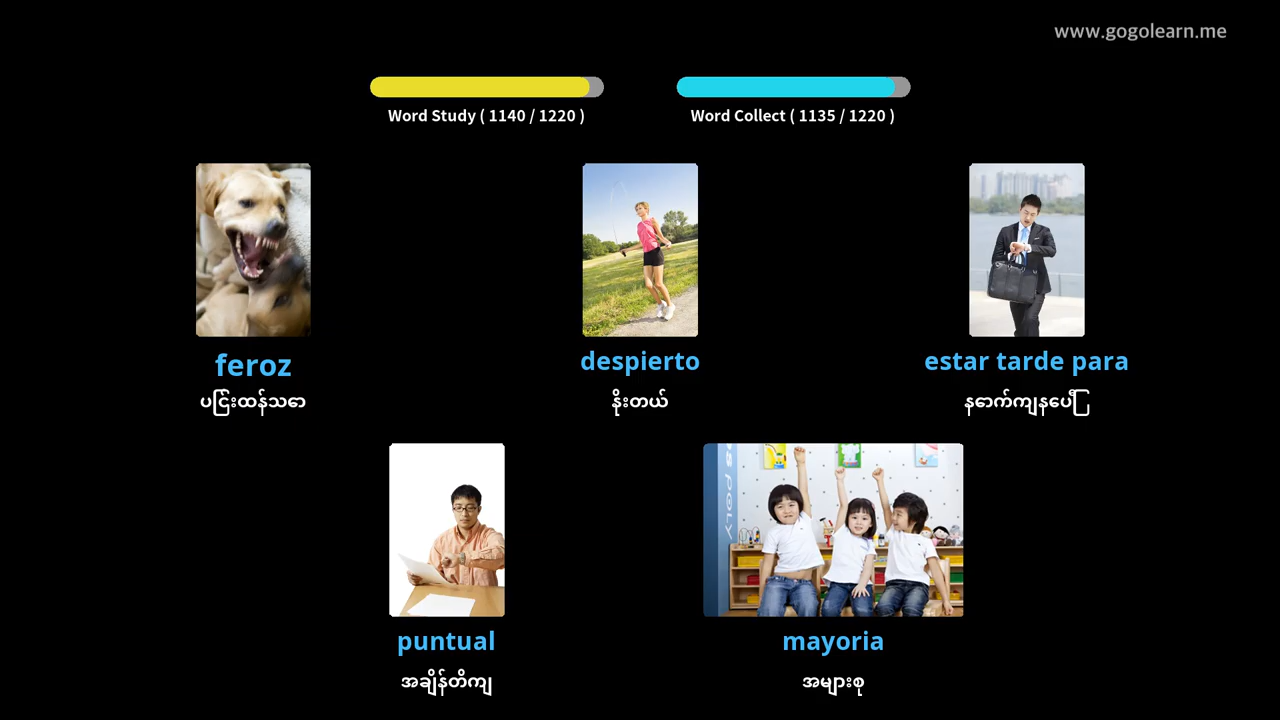 www.gogolearn.me
Word Study ( 1140 / 1220 )
Word Collect ( 1135 / 1220 )
feroz
despierto
estar tarde para
ပြင်းထန်သော
နိုးတယ်
နောက်ကျနေပြီ
puntual
mayoria
အချိန်တိကျ
အများစု